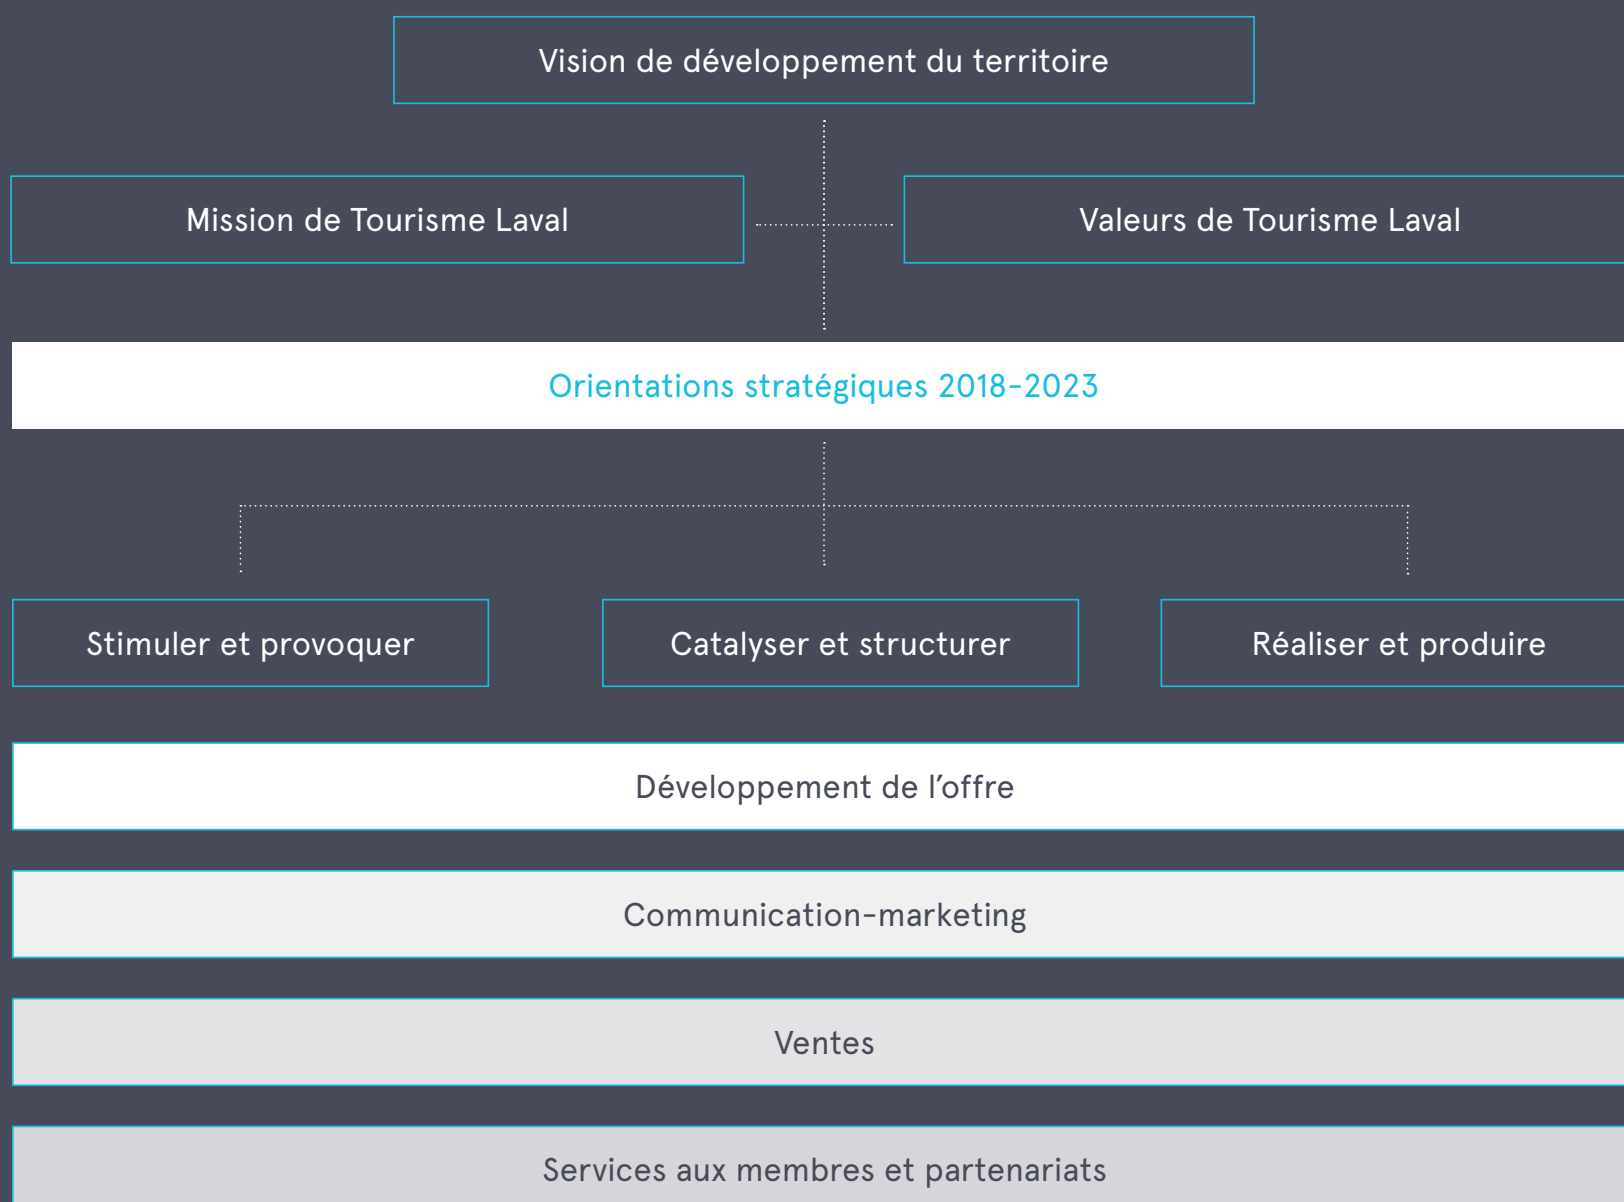 Vision de développement du territoire
Mission de Tourisme Laval
Valeurs de Tourisme Laval
Orientations stratégiques 2018-2023
Stimuler et provoquer
Catalyser et structurer
Réaliser et produire
Développement de l’offre
Communication-marketing
Ventes
Services aux membres et partenariats